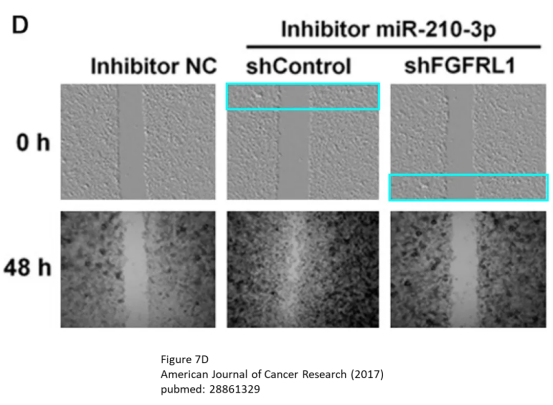 D
Inhibitor miR-210-3p
Inhibitor NC shControl shFGFRL1
0 h
48 h
Figure 7D
American Journal of Cancer Research (2017)
pubmed: 28861329